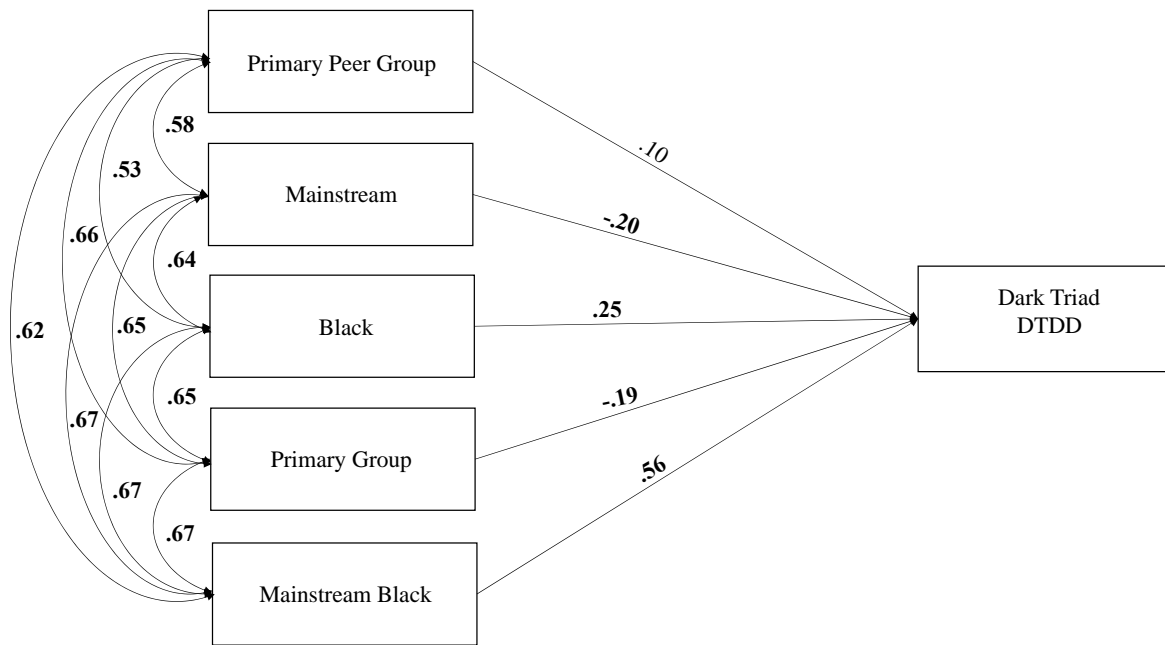 Primary Peer Group
.58
.10
.53
Mainstream
-.20
.66
.64
Dark Triad
DTDD
.25
.62
.65
Black
.65
-.19
.67
Primary Group
.56
.67
.67
Mainstream Black